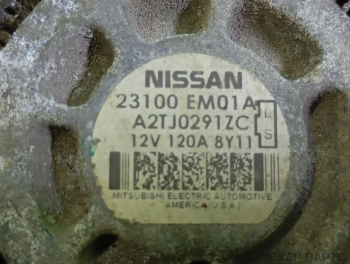 NISSAN
23100 EM01A
A2TJ0291ZC
L
S
12V 120A 8Y11
MITSUBISHI ELECTRIC AUTOMOTIVE
AMERICA (U.S.A)